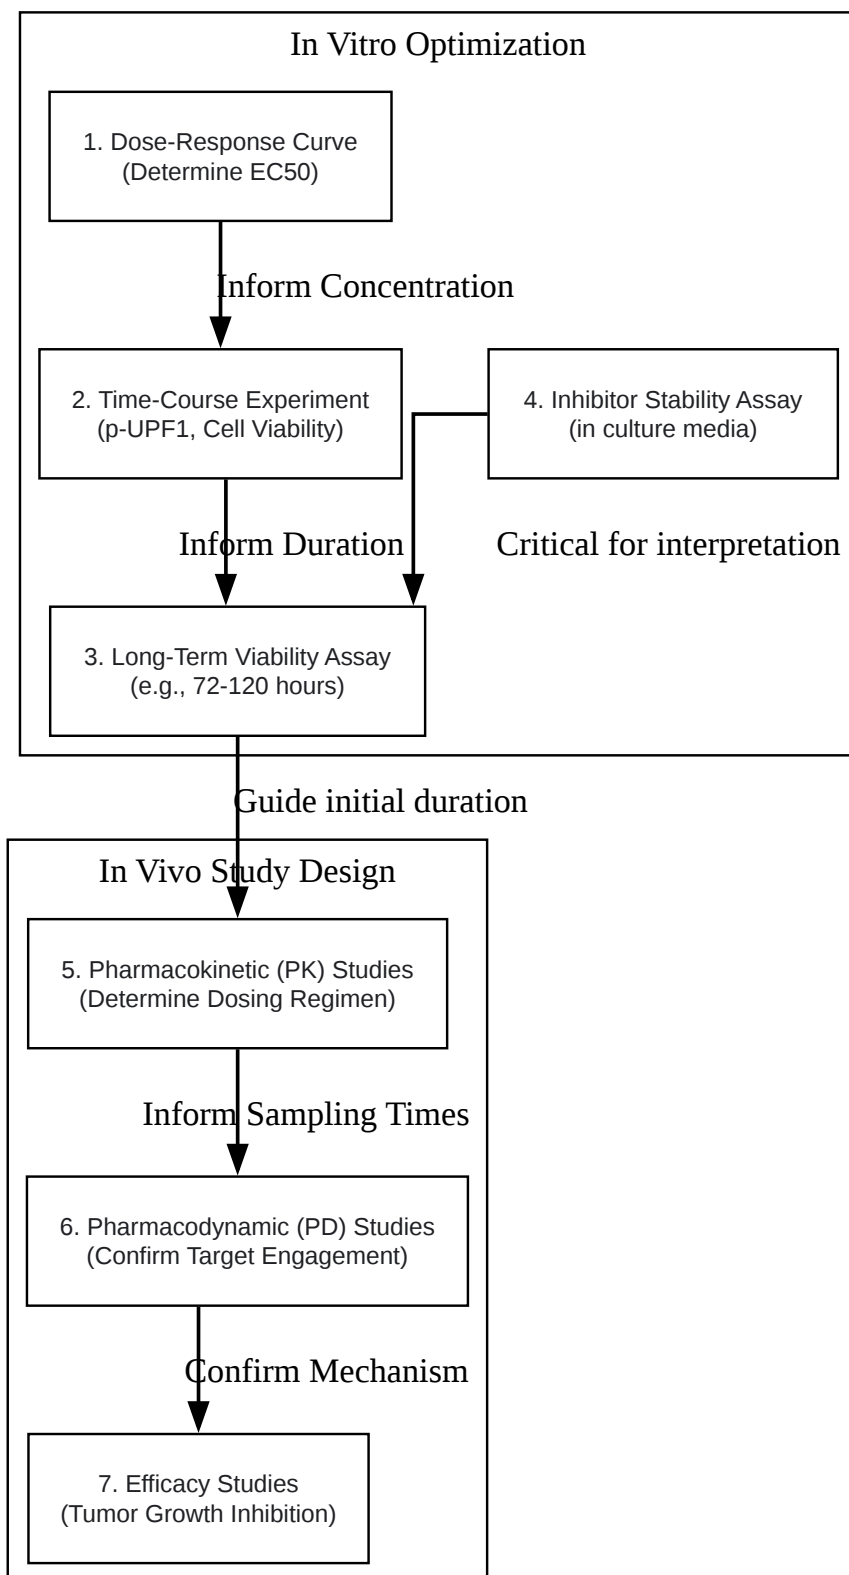 In Vitro Optimization
1. Dose-Response Curve
(Determine EC50)
Inform Concentration
2. Time-Course Experiment
(p-UPF1, Cell Viability)
4. Inhibitor Stability Assay
(in culture media)
Inform Duration
Critical for interpretation
3. Long-Term Viability Assay
(e.g., 72-120 hours)
Guide initial duration
In Vivo Study Design
5. Pharmacokinetic (PK) Studies
(Determine Dosing Regimen)
Inform Sampling Times
6. Pharmacodynamic (PD) Studies
(Confirm Target Engagement)
Confirm Mechanism
7. Efficacy Studies
(Tumor Growth Inhibition)